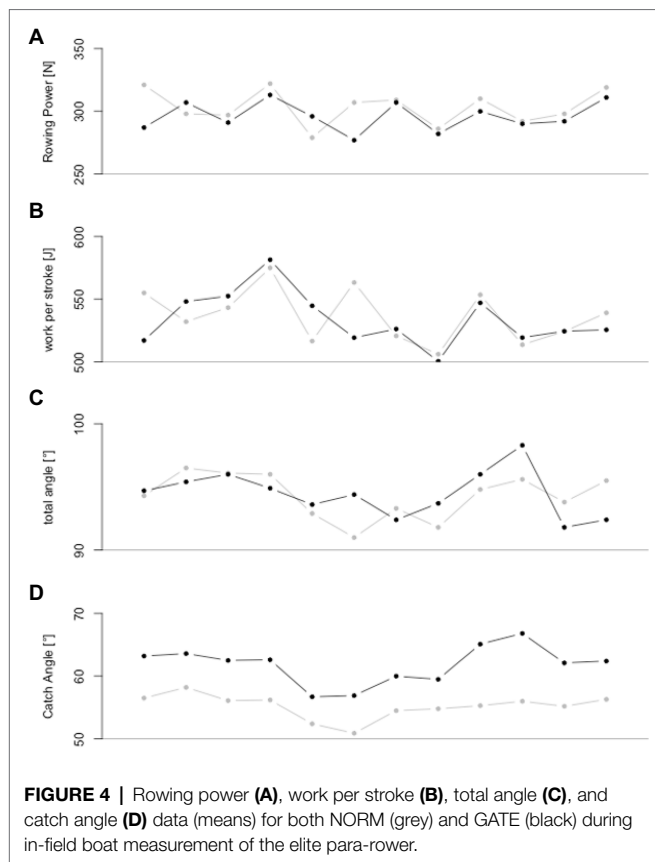 A
Rowing Power [N]
350
300
250
B
work per stroke [J]
600
550
500
C
total angle [°]
100
90
D
Catch Angle [°]
70
60
50
FIGURE 4 | Rowing power (A), work per stroke (B), total angle (C), and
catch angle (D) data (means) for both NORM (grey) and GATE (black) during
in-field boat measurement of the elite para-rower.